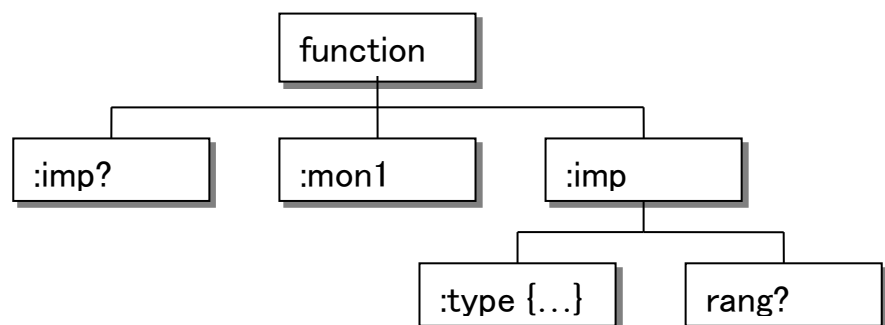 function
:imp?
:mon1
:imp
:type {…}
rang?